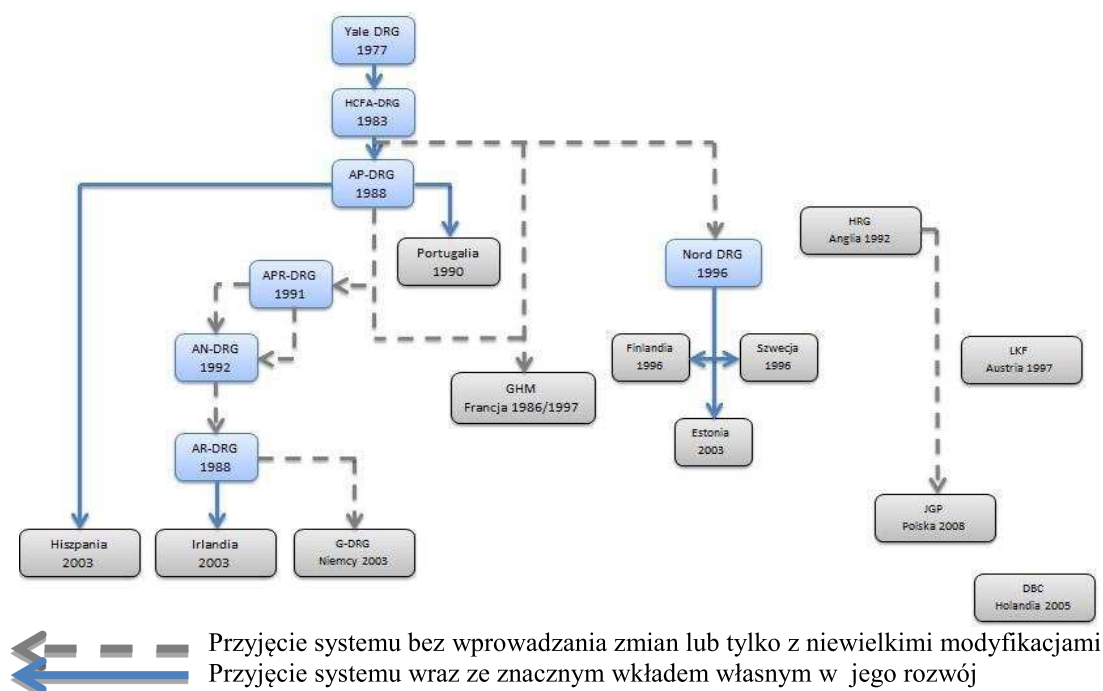 Yale DRG
1977
HCFA-DRG
1983
AP-DRG
1988
Portugalia
1990
HRG
Anglia 1992
Nord DRG
1996
APR-DRG
1991
AN-DRG
1992
Finlandia
1996
Szwecja
1996
LKF
Austria 1997
GHM
Francja 1986/1997
Estonia
2003
AR-DRG
1988
JGP
Polska 2008
Hiszpania
2003
Irlandia
2003
G-DRG
Niemcy 2003
DBC
Holandia 2005
Przyjęcie systemu bez wprowadzania zmian lub tylko z niewielkimi modyfikacjami
Przyjęcie systemu wraz ze znacznym wkładem własnym w jego rozwój